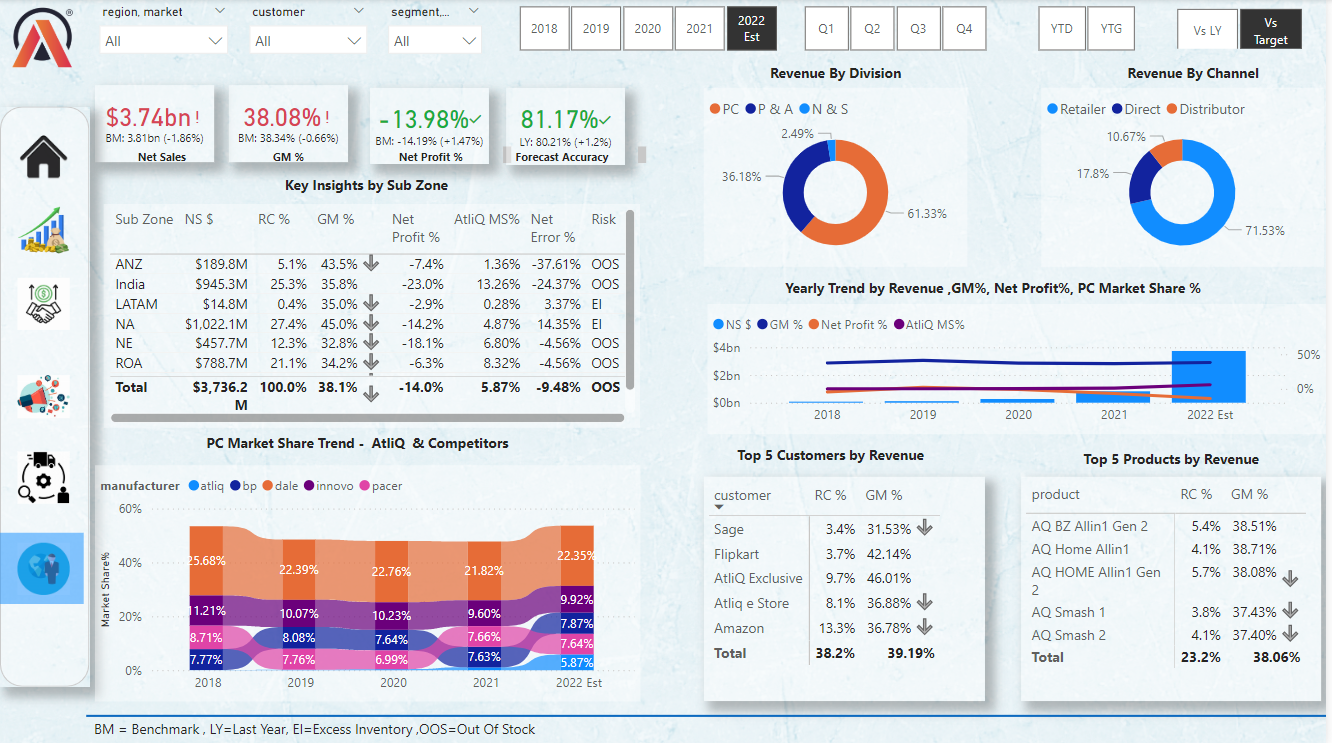 region, market customer segment,...
All All All
2018 2019 2020 2021 2022 Est
Q1 Q2 Q3 Q4
YTD YTG
Vs LY Vs Target
$3.74bn!
BM: 3.81bn (-1.86%)
Net Sales
38.08%!
BM: 38.34% (-0.66%)
GM %
-13.98%
BM: -14.19% (+1.47%)
Net Profit %
81.17%
LY: 80.21% (+1.2%)
Forecast Accuracy
Revenue By Division
PC P & A N & S
2.49%
36.18%
61.33%
Revenue By Channel
Retailer Direct Distributor
10.67%
17.8%
71.53%
Key Insights by Sub Zone
Sub Zone NS $ RC % GM % Net Profit % AtliQ MS% Net Error % Risk
ANZ $189.8M 5.1% 43.5% -7.4% 1.36% -37.61% OOS
India $945.3M 25.3% 35.8% -23.0% 13.26% -24.37% OOS
LATAM $14.8M 0.4% 35.0% -2.9% 0.28% 3.37% EI
NA $1,022.1M 27.4% 45.0% -14.2% 4.87% 14.35% EI
NE $457.7M 12.3% 32.8% -18.1% 6.80% -4.56% OOS
ROA $788.7M 21.1% 34.2% -6.3% 8.32% -4.56% OOS
Total $3,736.2M 100.0% 38.1% -14.0% 5.87% -9.48% OOS
Yearly Trend by Revenue ,GM%, Net Profit%, PC Market Share %
NS $ GM % Net Profit % AtliQ MS%
$4bn 50%
$2bn 0%
$0bn
2018 2019 2020 2021 2022 Est
PC Market Share Trend - AtliQ & Competitors
manufacturer atliq bp dale innovo pacer
Market Share%
60%
40%
20%
0%
25.68% 22.39% 22.76% 21.82% 22.35%
11.21% 10.07% 10.23% 9.60% 9.92%
8.71% 8.08% 7.64% 7.66% 7.87%
7.77% 7.76% 6.99% 7.63% 7.64%
5.87%
2018 2019 2020 2021 2022 Est
Top 5 Customers by Revenue
customer RC % GM %
Sage 3.4% 31.53%
Flipkart 3.7% 42.14%
AtliQ Exclusive 9.7% 46.01%
Atliq e Store 8.1% 36.88%
Amazon 13.3% 36.78%
Total 38.2% 39.19%
Top 5 Products by Revenue
product RC % GM %
AQ BZ Allin1 Gen 2 5.4% 38.51%
AQ Home Allin1 4.1% 38.71%
AQ HOME Allin1 Gen 2 5.7% 38.08%
AQ Smash 1 3.8% 37.43%
AQ Smash 2 4.1% 37.40%
Total 23.2% 38.06%
BM = Benchmark , LY=Last Year, EI=Excess Inventory ,OOS=Out Of Stock